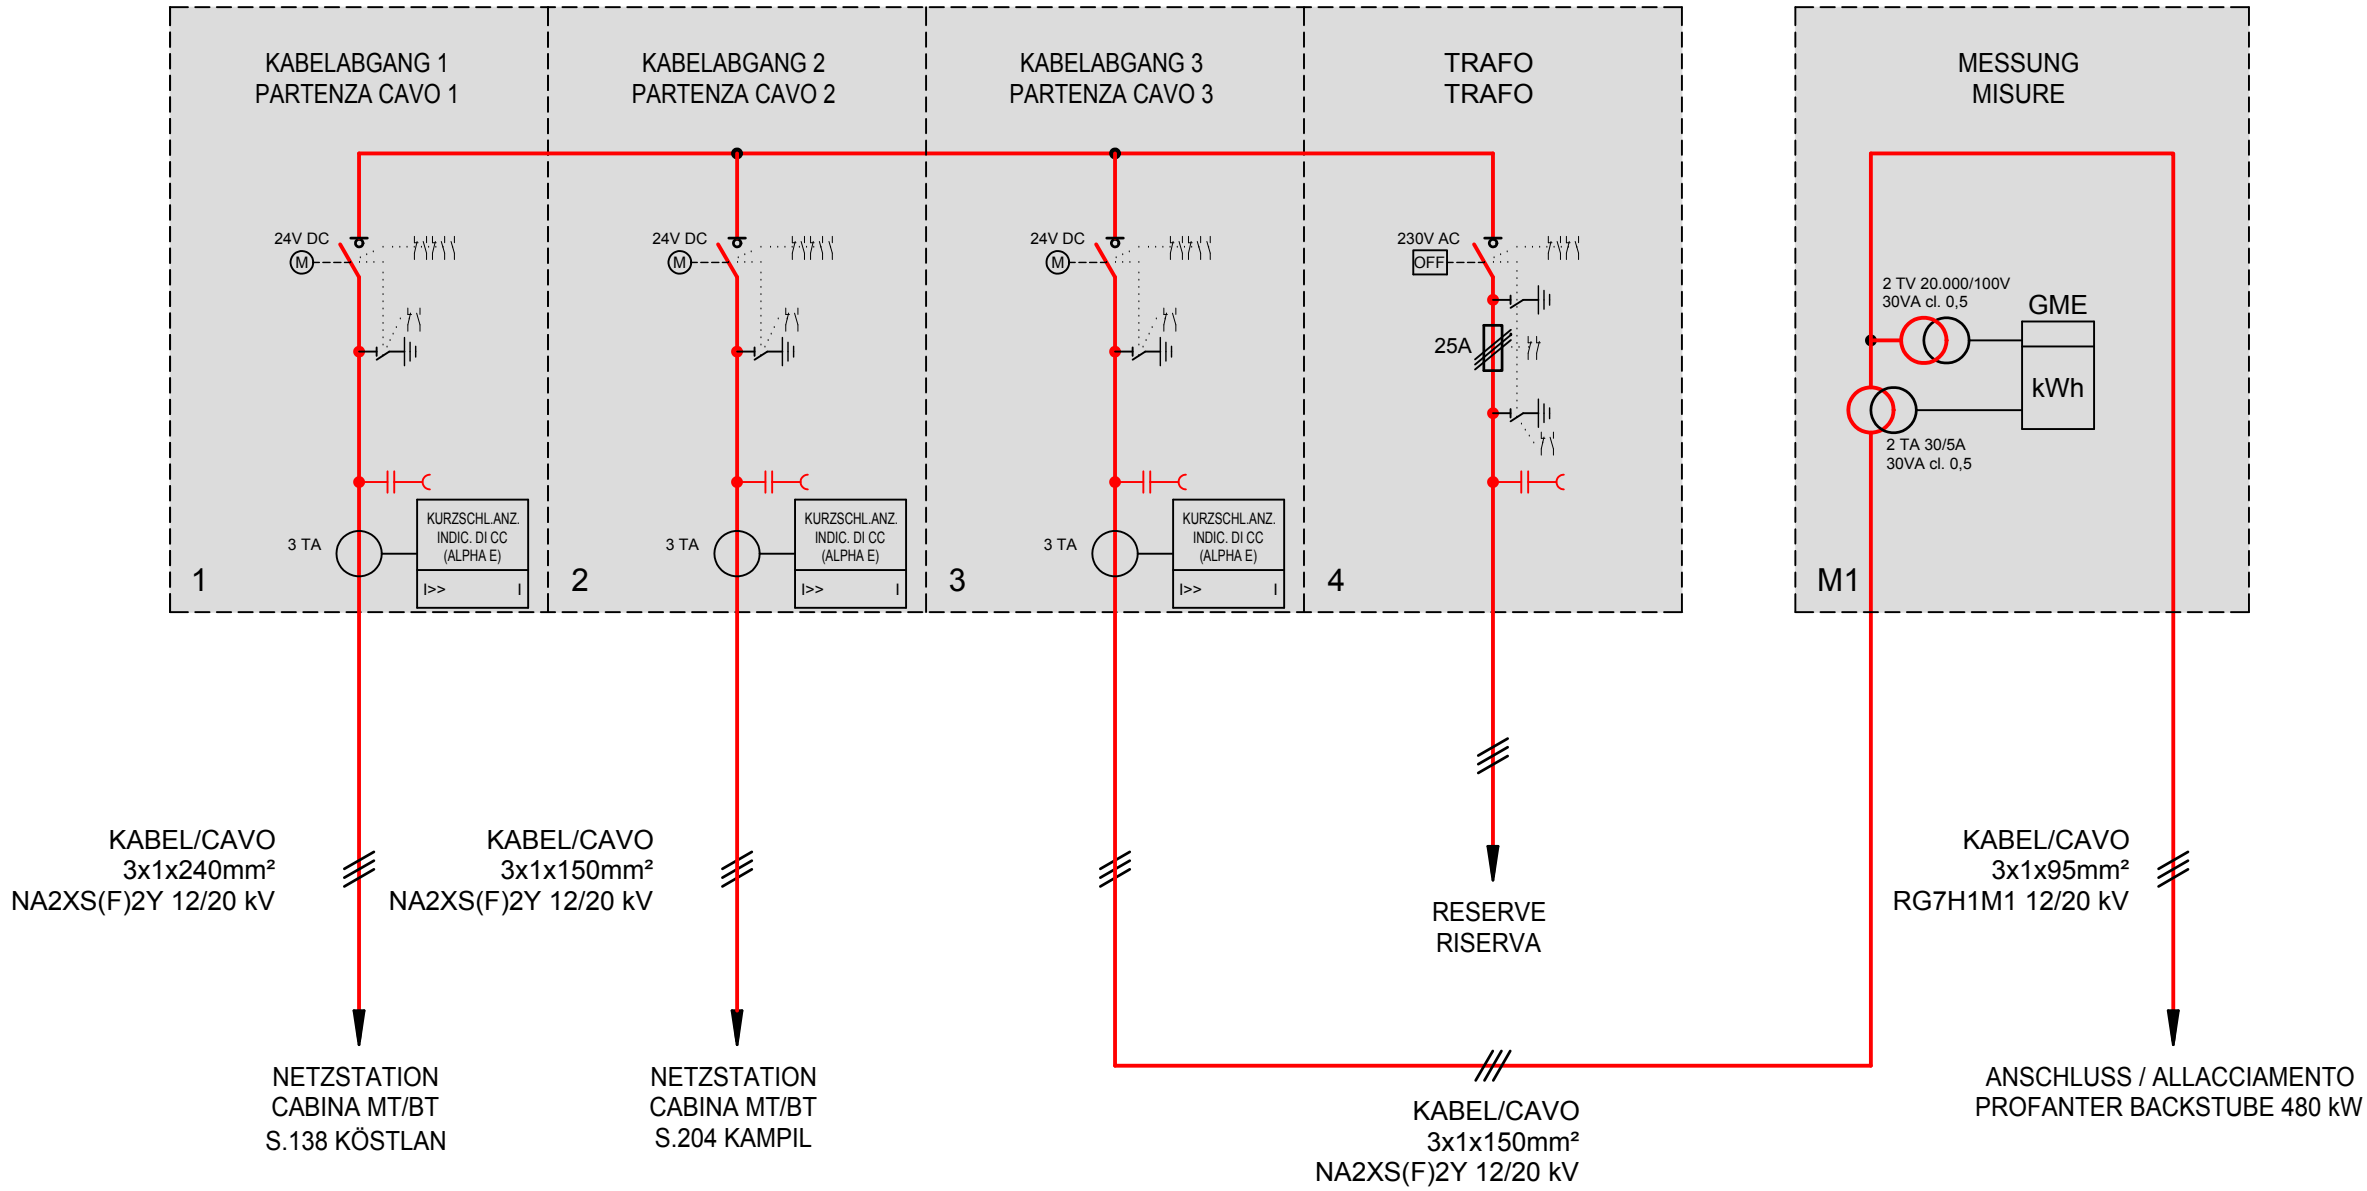 KABELABGANG 1
PARTENZA CAVO 1
KABELABGANG 2
PARTENZA CAVO 2
KABELABGANG 3
PARTENZA CAVO 3
TRAFO
TRAFO
MESSUNG
MISURE
24V DC
M
24V DC
M
24V DC
M
230V AC
OFF
25A
2 TV 20.000/100V
30VA cl. 0,5
GME
kWh
2 TA 30/5A
30VA cl. 0,5
3 TA
KURZSCHL.ANZ.
INDIC. DI CC
(ALPHA E)
I>> I
3 TA
KURZSCHL.ANZ.
INDIC. DI CC
(ALPHA E)
I>> I
3 TA
KURZSCHL.ANZ.
INDIC. DI CC
(ALPHA E)
I>> I
1
2
3
4
M1
KABEL/CAVO
3x1x240mm²
NA2XS(F)2Y 12/20 kV
KABEL/CAVO
3x1x150mm²
NA2XS(F)2Y 12/20 kV
RESERVE
RISERVA
KABEL/CAVO
3x1x95mm²
RG7H1M1 12/20 kV
NETZSTATION
CABINA MT/BT
S.138 KÖSTLAN
NETZSTATION
CABINA MT/BT
S.204 KAMPIL
KABEL/CAVO
3x1x150mm²
NA2XS(F)2Y 12/20 kV
ANSCHLUSS / ALLACCIAMENTO
PROFANTER BACKSTUBE 480 kW